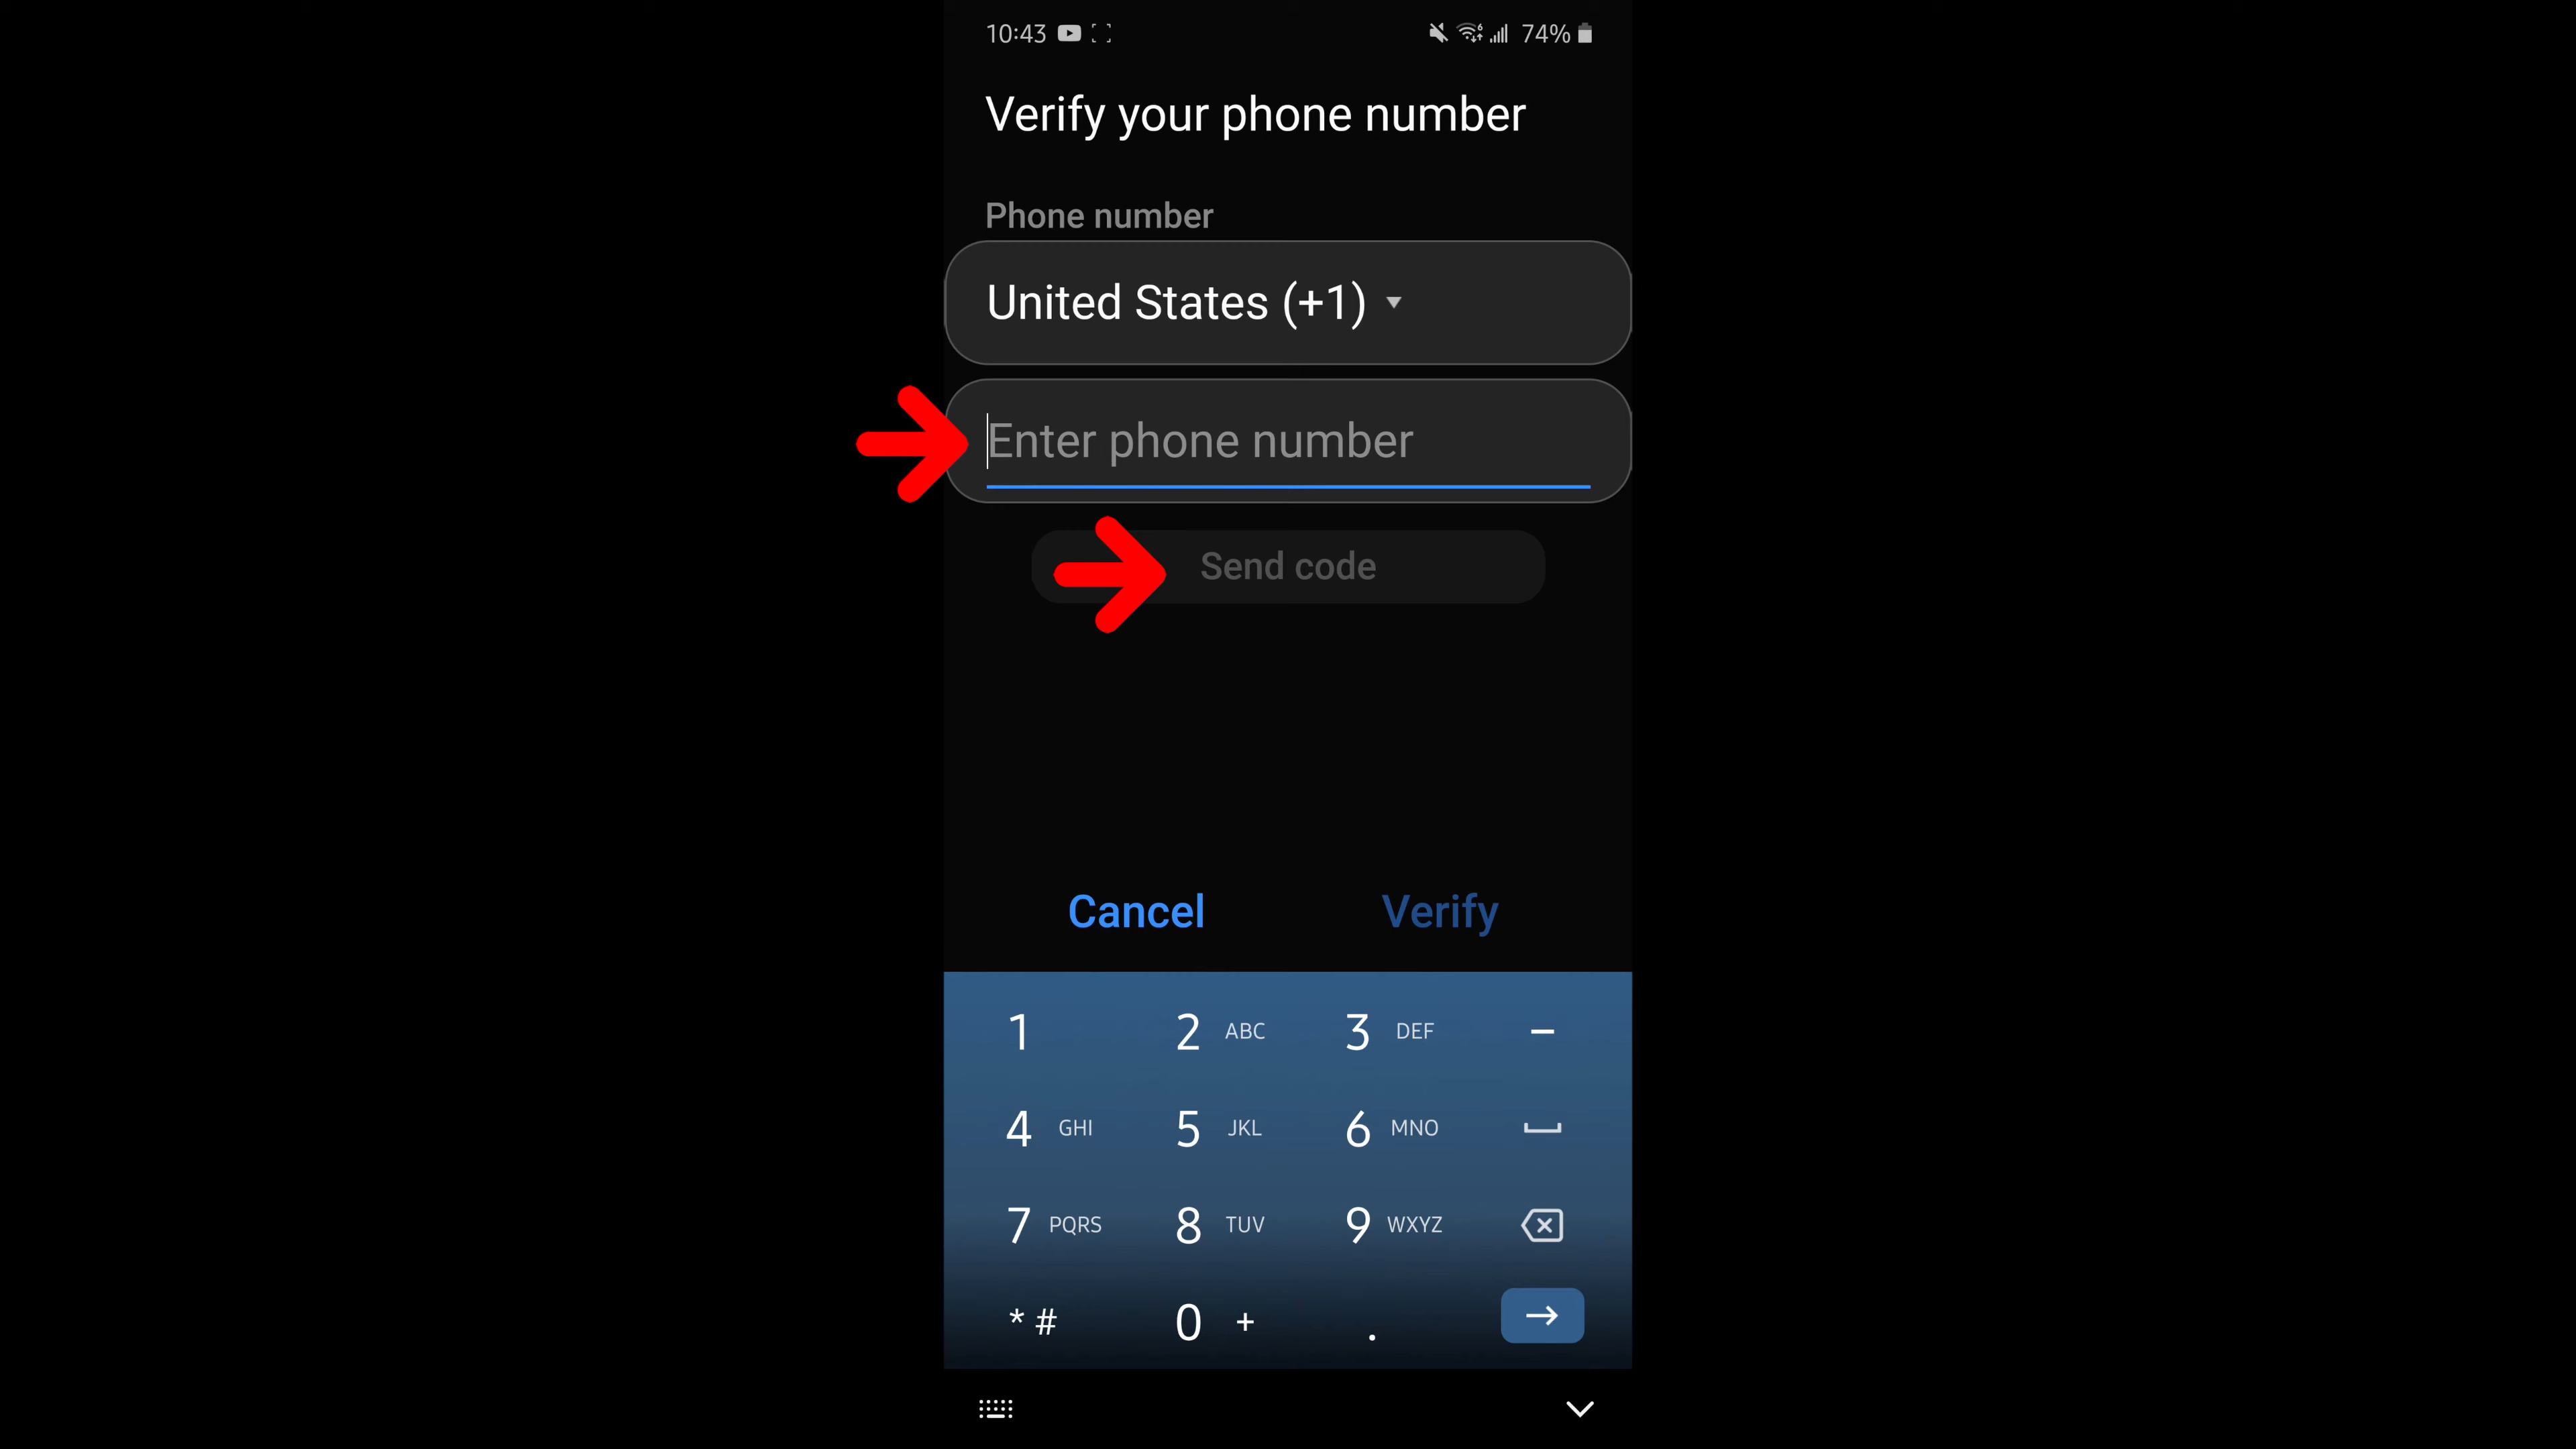 10:43 74%
Verify your phone number
Phone number
United States (+1)
Enter phone number
Send code
Cancel Verify
1 2 ABC 3 DEF -
4 GHI 5 JKL 6 MNO
7 PQRS 8 TUV 9 WXYZ
* # 0 + .